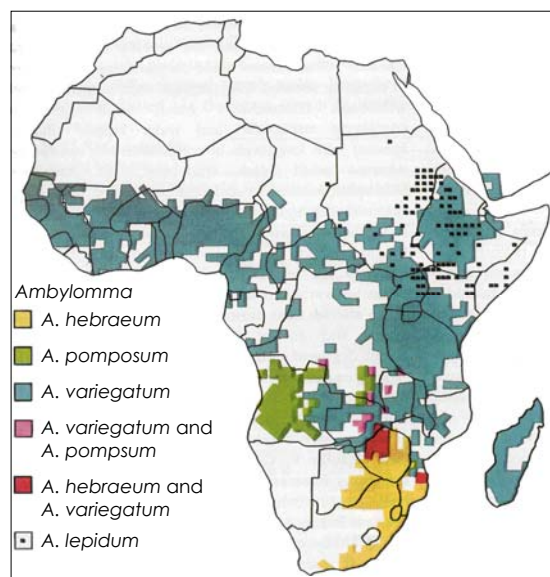 Ambylomma
A. hebraeum
A. pomposum
A. variegatum
A. variegatum and
A. pompsum
A. hebraeum and
A. variegatum
A. lepidum